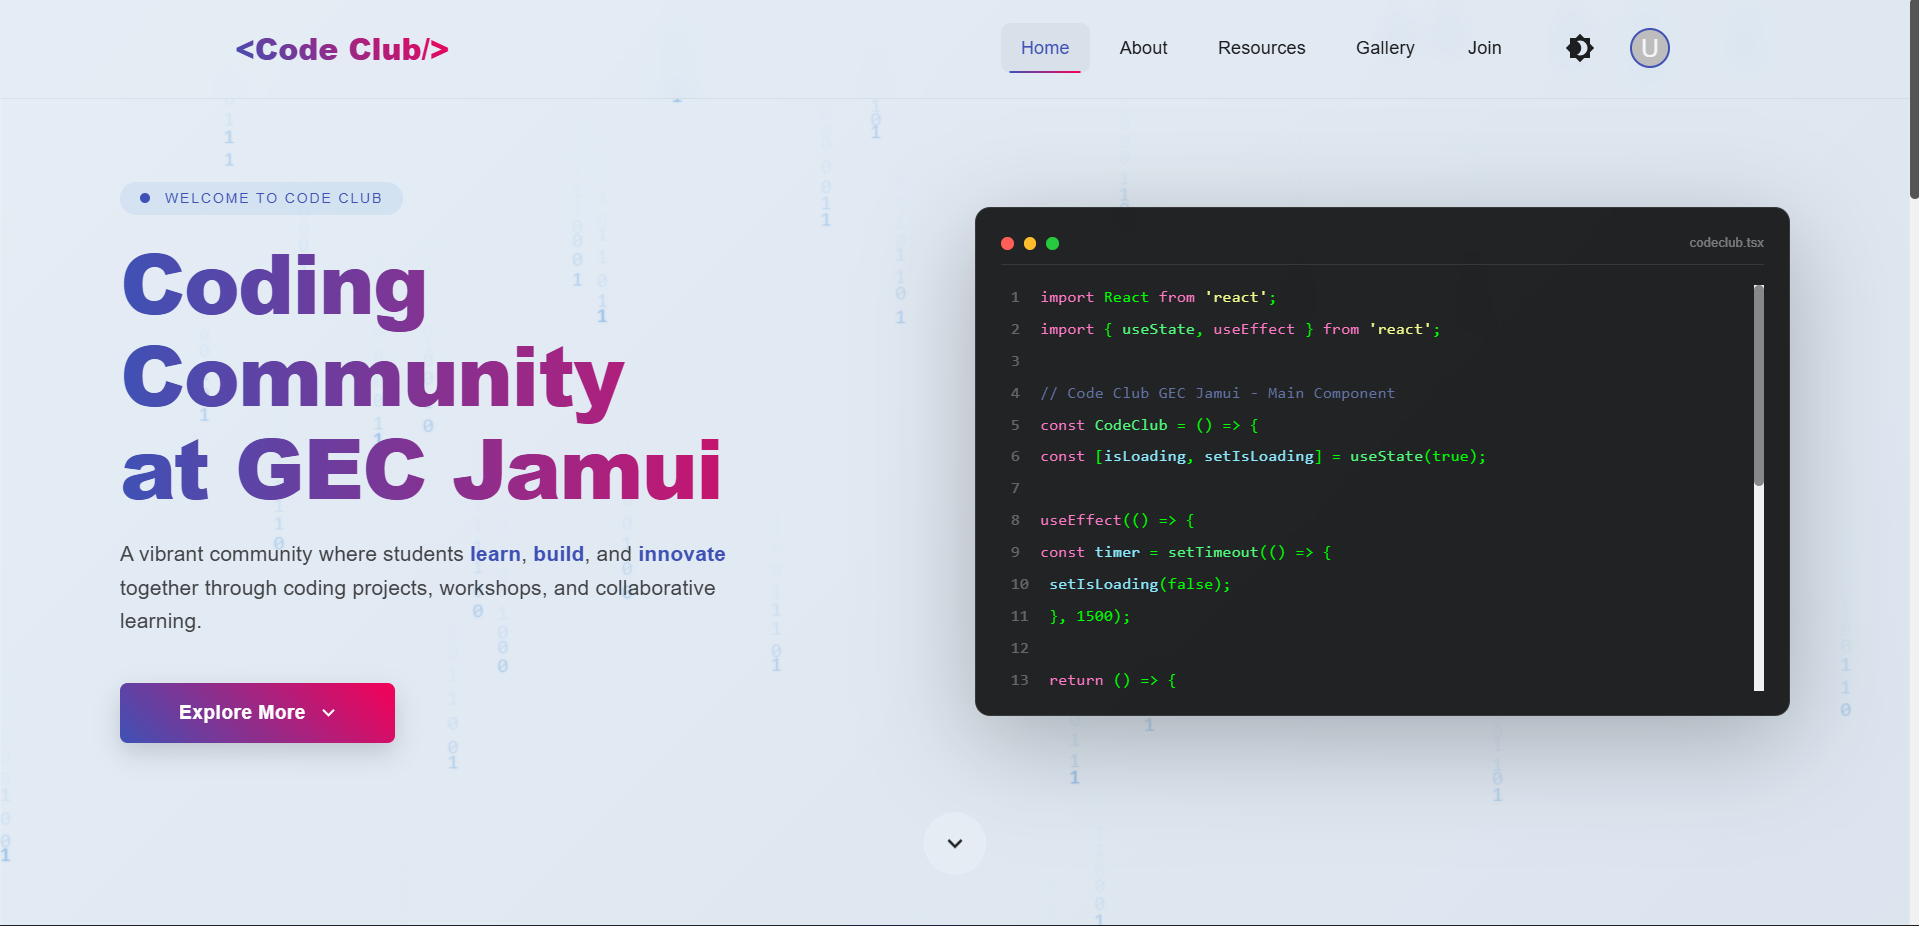 <Code Club/>
Home About Resources Gallery Join U
WELCOME TO CODE CLUB
Coding
Community
at GEC Jamui
A vibrant community where students learn, build, and innovate
together through coding projects, workshops, and collaborative
learning.
Explore More
codeclub.tsx
1 import React from 'react';
2 import { useState, useEffect } from 'react';
3
4 // Code Club GEC Jamui - Main Component
5 const CodeClub = () => {
6 const [isLoading, setIsLoading] = useState(true);
7
8 useEffect(() => {
9 const timer = setTimeout(() => {
10 setIsLoading(false);
11 }, 1500);
12
13 return () => {